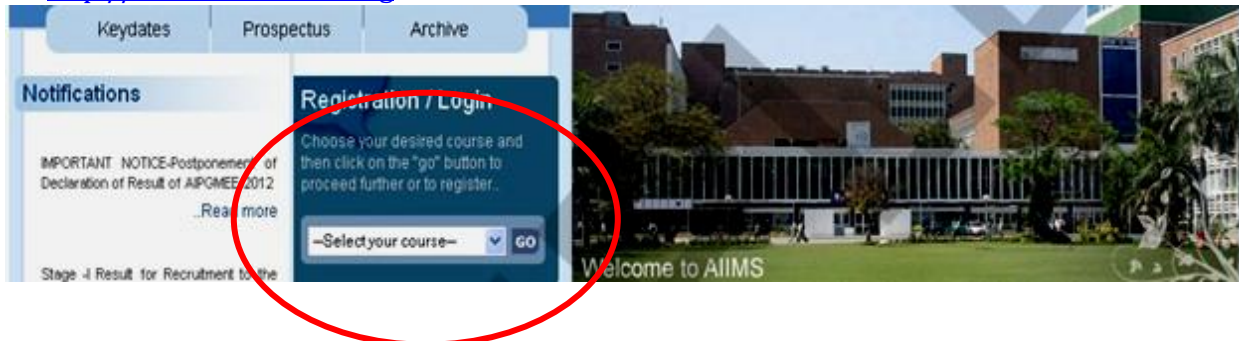 Keydates Prospectus Archive
Notifications
IMPORTANT NOTICE-Postponement of
Declaration of Result of AIPGMEE-2012
..Read more
Stage -I Result for Recruitment to the
Registration / Login
Choose your desired course and
then click on the "go" button to
proceed further or to register..
--Select your course-- GO
Welcome to AIIMS